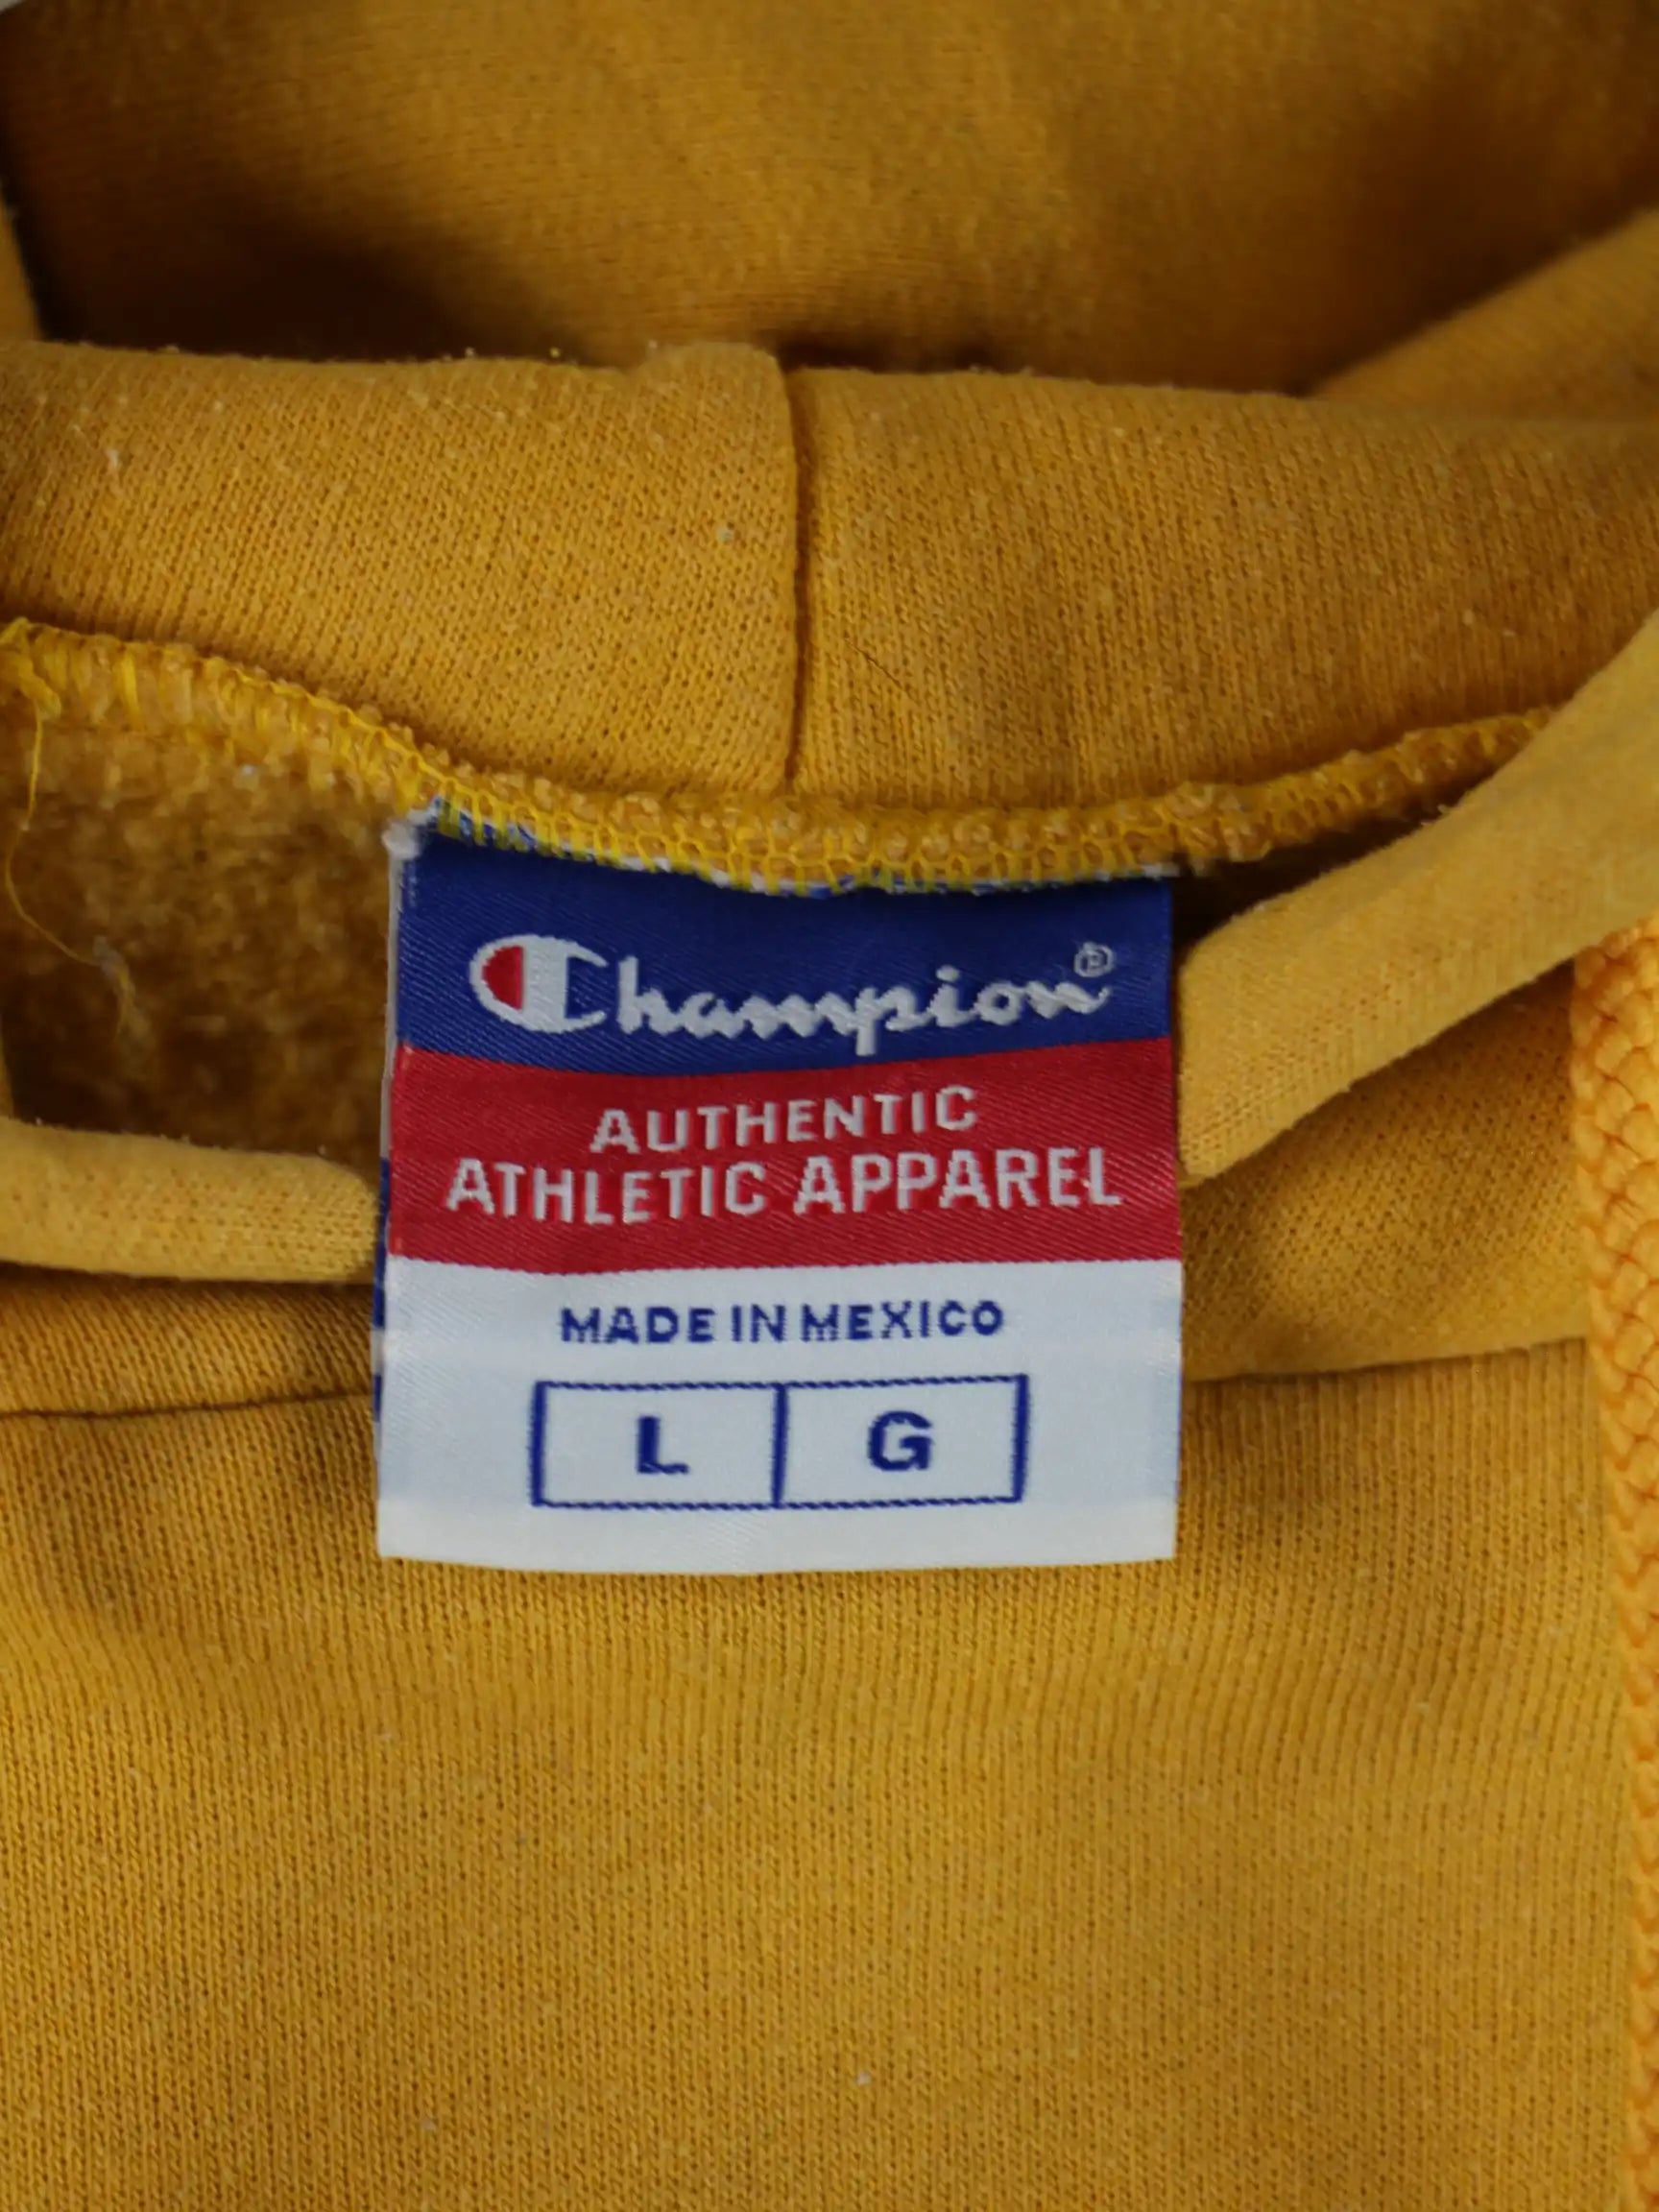 Champion®
AUTHENTIC
ATHLETIC APPAREL
MADE IN MEXICO
L G